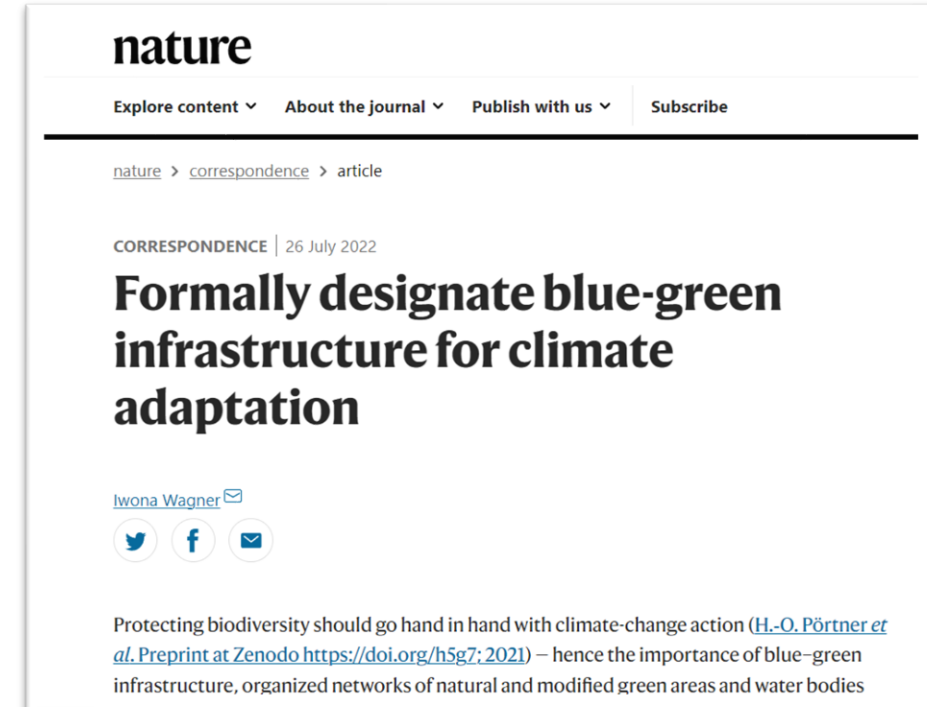 nature
Explore content About the journal Publish with us Subscribe
nature > correspondence > article
CORRESPONDENCE | 26 July 2022
Formally designate blue-green
infrastructure for climate
adaptation
Iwona Wagner
Protecting biodiversity should go hand in hand with climate-change action (H.-O. Pörtner et
al. Preprint at Zenodo https://doi.org/h5g7; 2021) – hence the importance of blue–green
infrastructure, organized networks of natural and modified green areas and water bodies